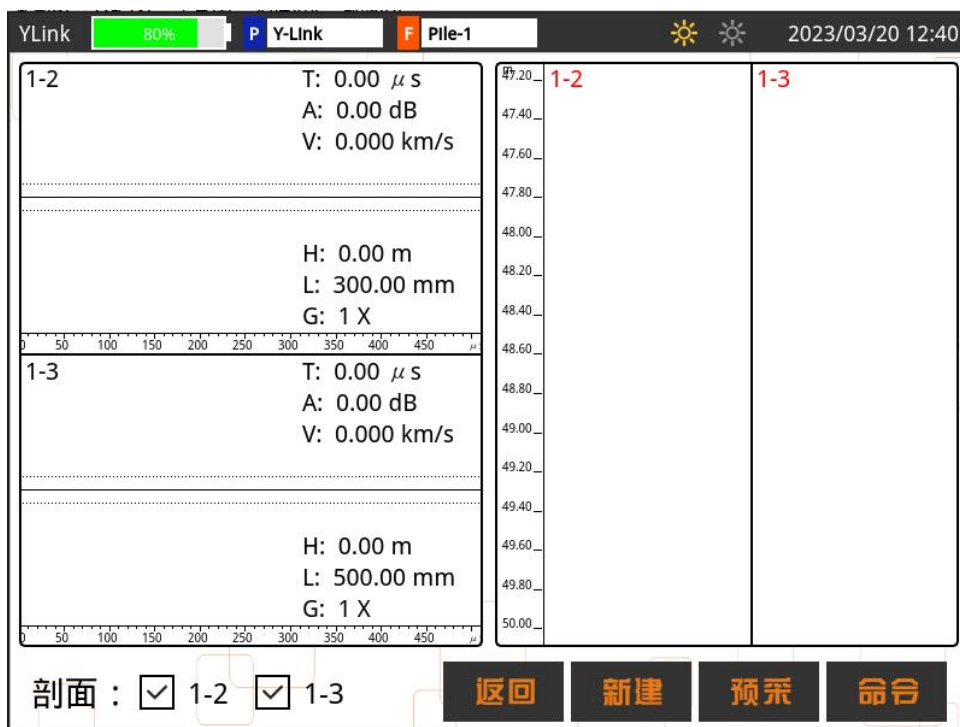 YLink 80% P Y-LInk F PIle-1 2023/03/20 12:40
1-2
T: 0.00 μs
A: 0.00 dB
V: 0.000 km/s
H: 0.00 m
L: 300.00 mm
G: 1 X
0 50 100 150 200 250 300 350 400 450 μ
1-3
T: 0.00 μs
A: 0.00 dB
V: 0.000 km/s
H: 0.00 m
L: 500.00 mm
G: 1 X
0 50 100 150 200 250 300 350 400 450 μ
m
47.20 1-2 1-3
47.40
47.60
47.80
48.00
48.20
48.40
48.60
48.80
49.00
49.20
49.40
49.60
49.80
50.00
剖面： 1-2 1-3 返回 新建 预采 命令